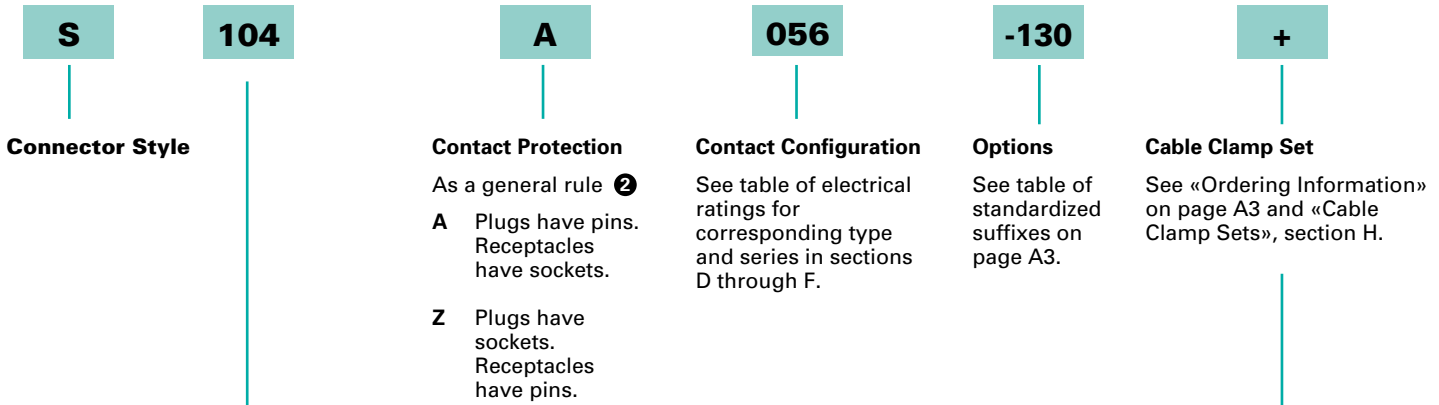 S 104 A 056 -130 +
Connector Style
Contact Protection
As a general rule ❷
A Plugs have pins.
Receptacles
have sockets.
Z Plugs have
sockets.
Receptacles
have pins.
Contact Configuration
See table of electrical
ratings for
corresponding type
and series in sections
D through F.
Options
See table of
standardized
suffixes on
page A3.
Cable Clamp Set
See «Ordering Information»
on page A3 and «Cable
Clamp Sets», section H.